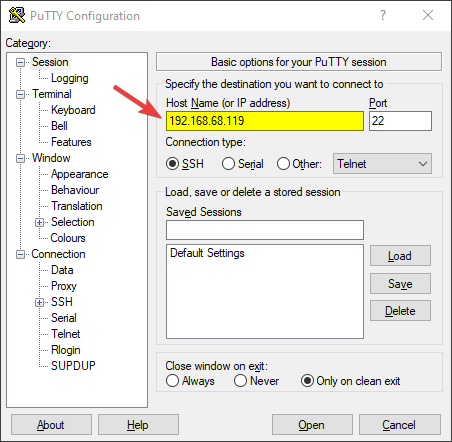 PuTTY Configuration
?
Category:
Session
Logging
Terminal
Keyboard
Bell
Features
Window
Appearance
Behaviour
Translation
Selection
Colours
Connection
Data
Proxy
SSH
Serial
Telnet
Rlogin
SUPDUP
Basic options for your PuTTY session
Specify the destination you want to connect to
Host Name (or IP address) Port
192.168.68.119 22
Connection type:
SSH Serial Other: Telnet
Load, save or delete a stored session
Saved Sessions
Default Settings
Load
Save
Delete
Close window on exit:
Always Never Only on clean exit
About Help Open Cancel